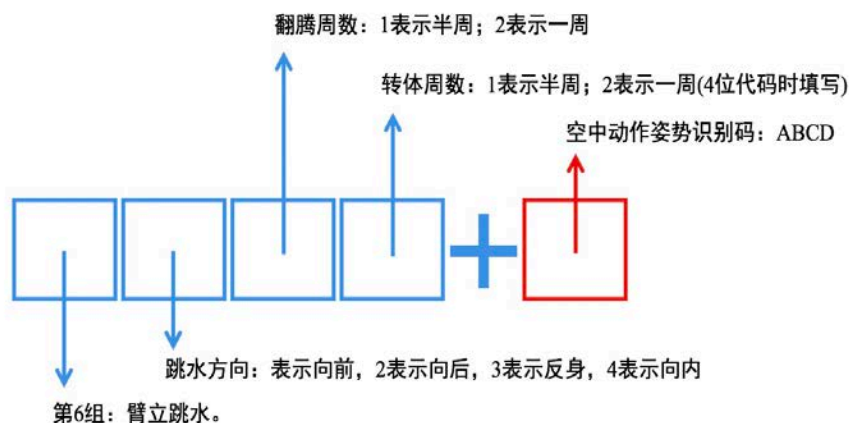 翻腾周数：1表示半周；2表示一周
转体周数：1表示半周；2表示一周(4位代码时填写)
空中动作姿势识别码：ABCD
跳水方向：表示向前，2表示向后，3表示反身，4表示向内
第6组：臂立跳水。